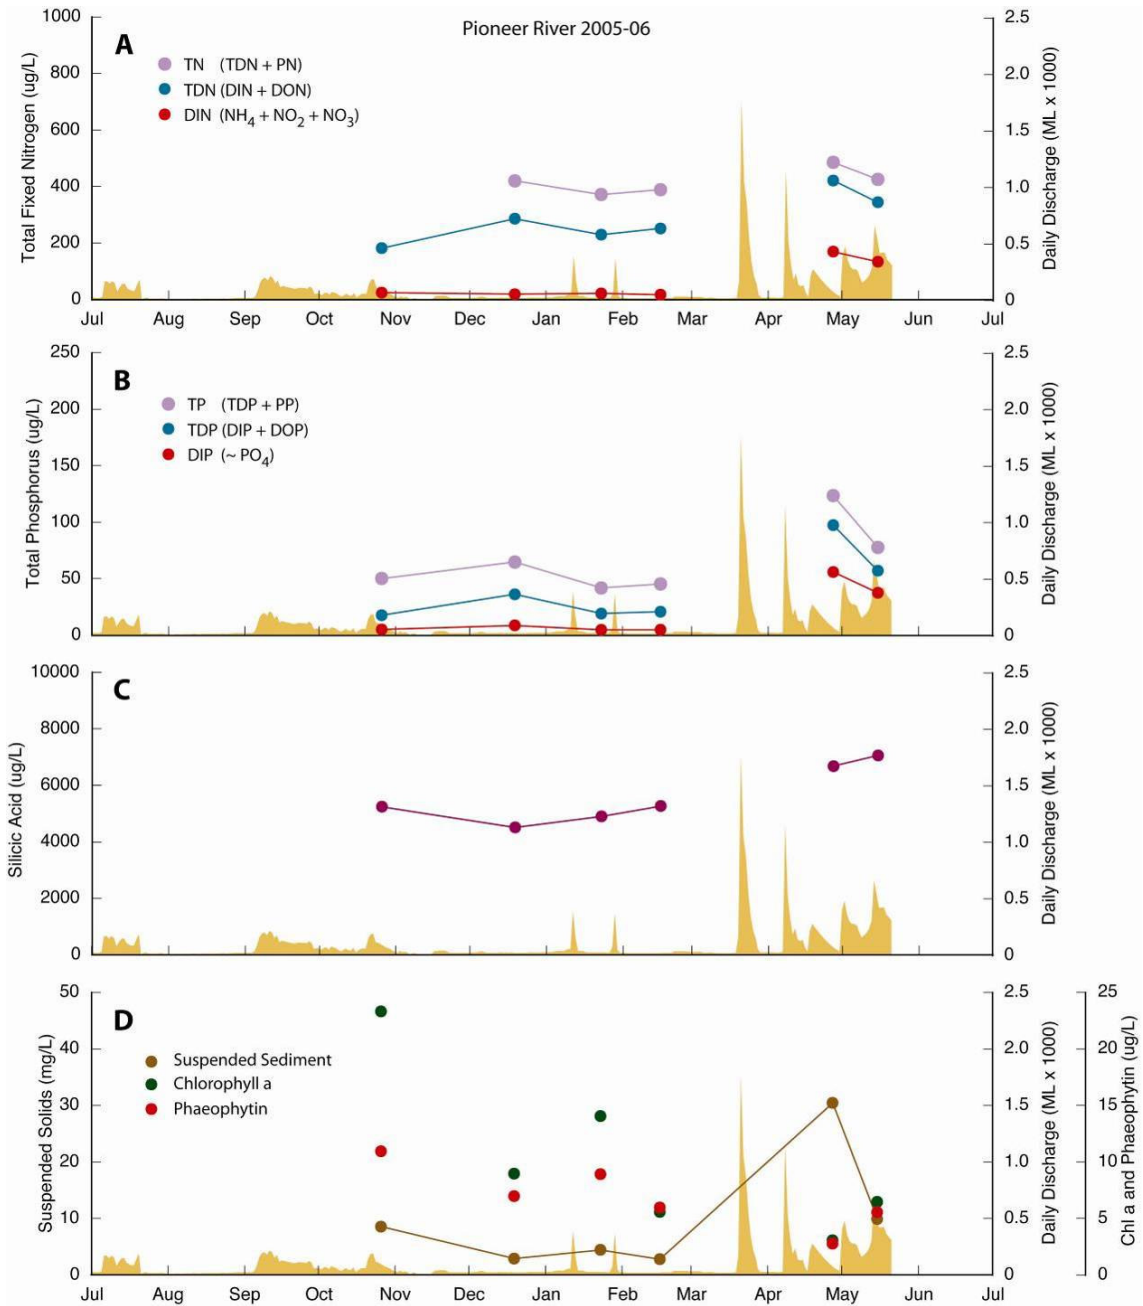 Pioneer River 2005-06
A
TN (TDN + PN)
TDN (DIN + DON)
DIN (NH4 + NO2 + NO3)
Total Fixed Nitrogen (ug/L)
1000
800
600
400
200
0
Daily Discharge (ML x 1000)
2.5
2.0
1.5
1.0
0.5
0
Jul Aug Sep Oct Nov Dec Jan Feb Mar Apr May Jun Jul
B
TP (TDP + PP)
TDP (DIP + DOP)
DIP (~ PO4)
Total Phosphorus (ug/L)
250
200
150
100
50
0
Daily Discharge (ML x 1000)
2.5
2.0
1.5
1.0
0.5
0
C
Silicic Acid (ug/L)
10000
8000
6000
4000
2000
0
Daily Discharge (ML x 1000)
2.5
2.0
1.5
1.0
0.5
0
D
Suspended Sediment
Chlorophyll a
Phaeophytin
Suspended Solids (mg/L)
50
40
30
20
10
0
Daily Discharge (ML x 1000)
2.5
2.0
1.5
1.0
0.5
0
Chl a and Phaeophytin (ug/L)
25
20
15
10
5
0
Jul Aug Sep Oct Nov Dec Jan Feb Mar Apr May Jun Jul